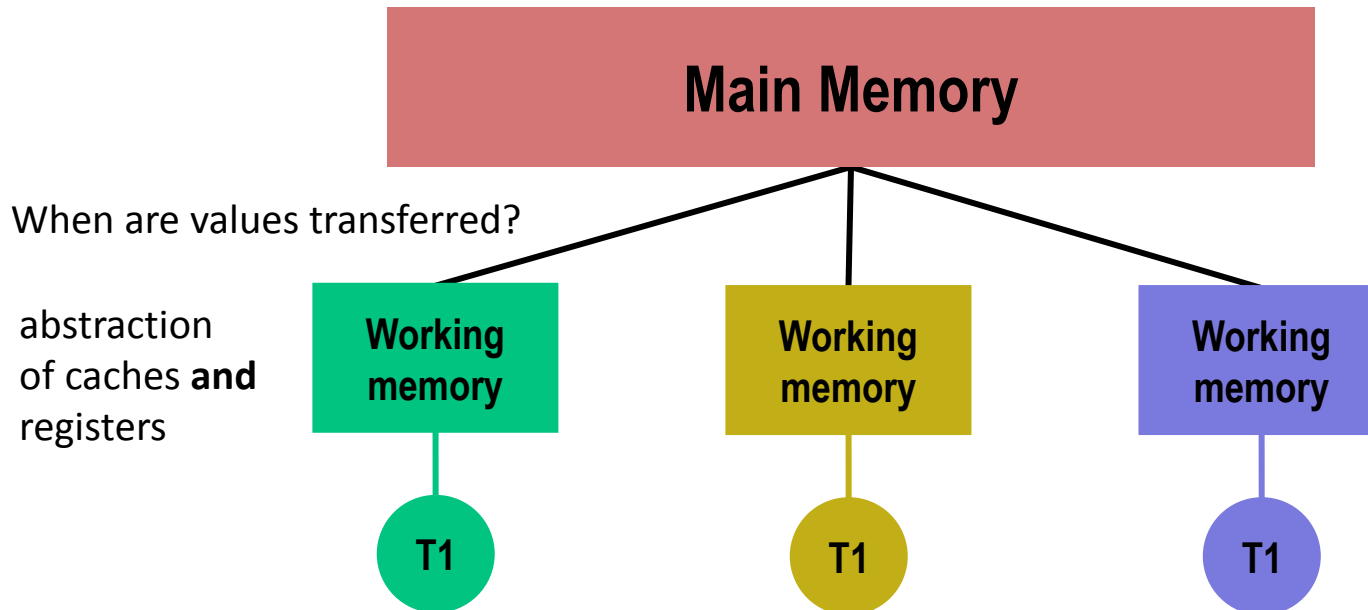 Main Memory
When are values transferred?
abstraction
of caches and
registers
Working
memory
Working
memory
Working
memory
T1
T1
T1